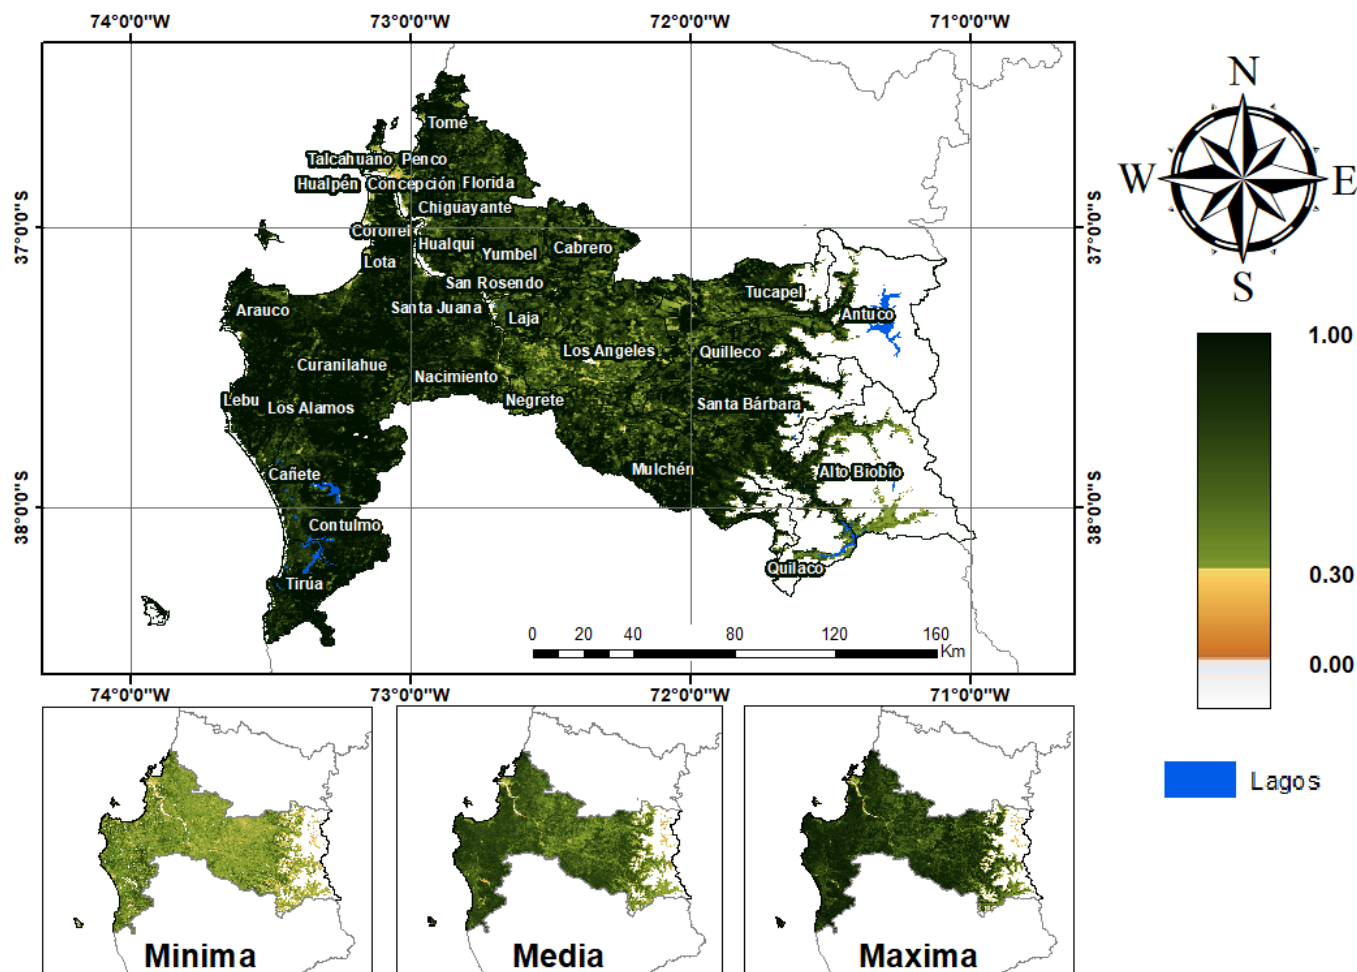 74°0'0"W 73°0'0"W 72°0'0"W 71°0'0"W
N
W E
S
37°0'0"S
37°0'0"S
38°0'0"S
38°0'0"S
Tomé
Talcahuano Penco
Hualpén Concepción Florida
Chiguayante
Coronel
Hualqui
Yumbel Cabrero
Lota
San Rosendo
Tucapel
Arauco
Santa Juana
Laja
Antuco
Los Angeles Quilleco
Curanilahue
Nacimiento
Lebu
Los Alamos
Negrete
Santa Bárbara
Cañete
Mulchén
Alto Biobío
Contulmo
Quilaco
Tirúa
0 20 40 80 120 160
Km
74°0'0"W 73°0'0"W 72°0'0"W 71°0'0"W
1.00
0.30
0.00
Lagos
Minima
Media
Maxima